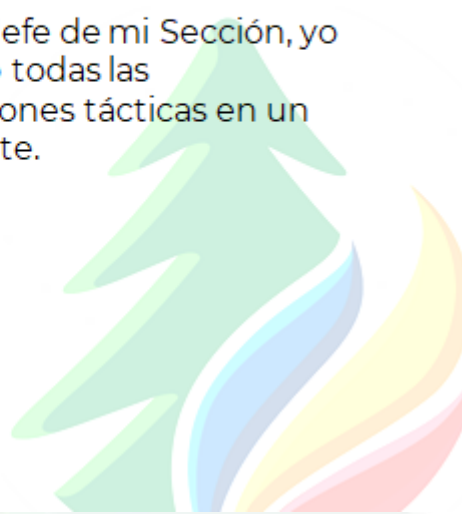 efe de mi Sección, yo
todas las
ones tácticas en un
te.